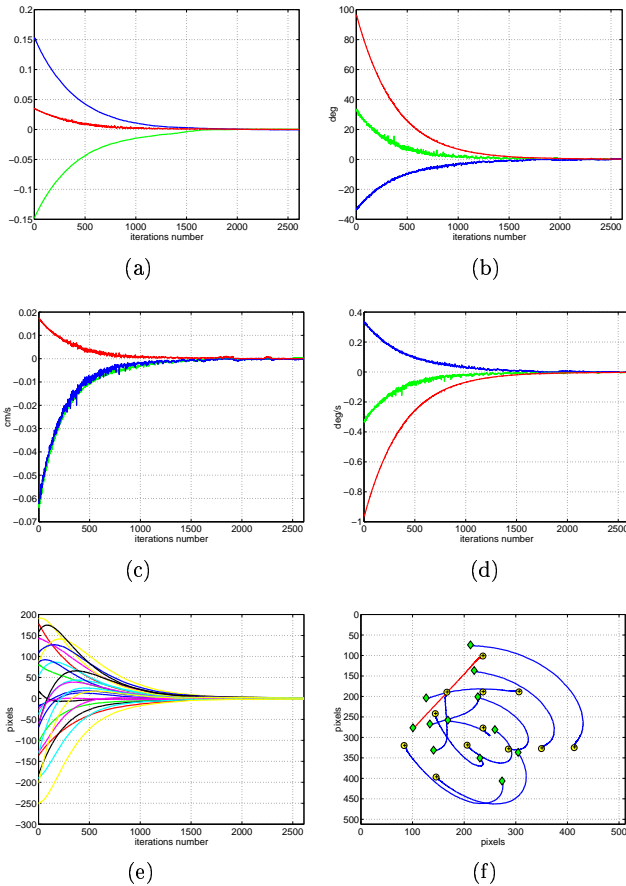 0.2
0.15
0.1
0.05
0
−0.05
−0.1
−0.15
0 500 1000 1500 2000 2500
iterations number
(a)
100
80
60
40
20
0
−20
−40
deg
0 500 1000 1500 2000 2500
iterations number
(b)
0.02
0.01
0
−0.01
−0.02
−0.03
−0.04
−0.05
−0.06
−0.07
cm/s
0 500 1000 1500 2000 2500
iterations number
(c)
0.4
0.2
0
−0.2
−0.4
−0.6
−0.8
−1
deg/s
0 500 1000 1500 2000 2500
iterations number
(d)
200
150
100
50
0
−50
−100
−150
−200
−250
−300
pixels
0 500 1000 1500 2000 2500
iterations number
(e)
0
50
100
150
200
250
300
350
400
450
500
pixels
0 100 200 300 400 500
pixels
(f)